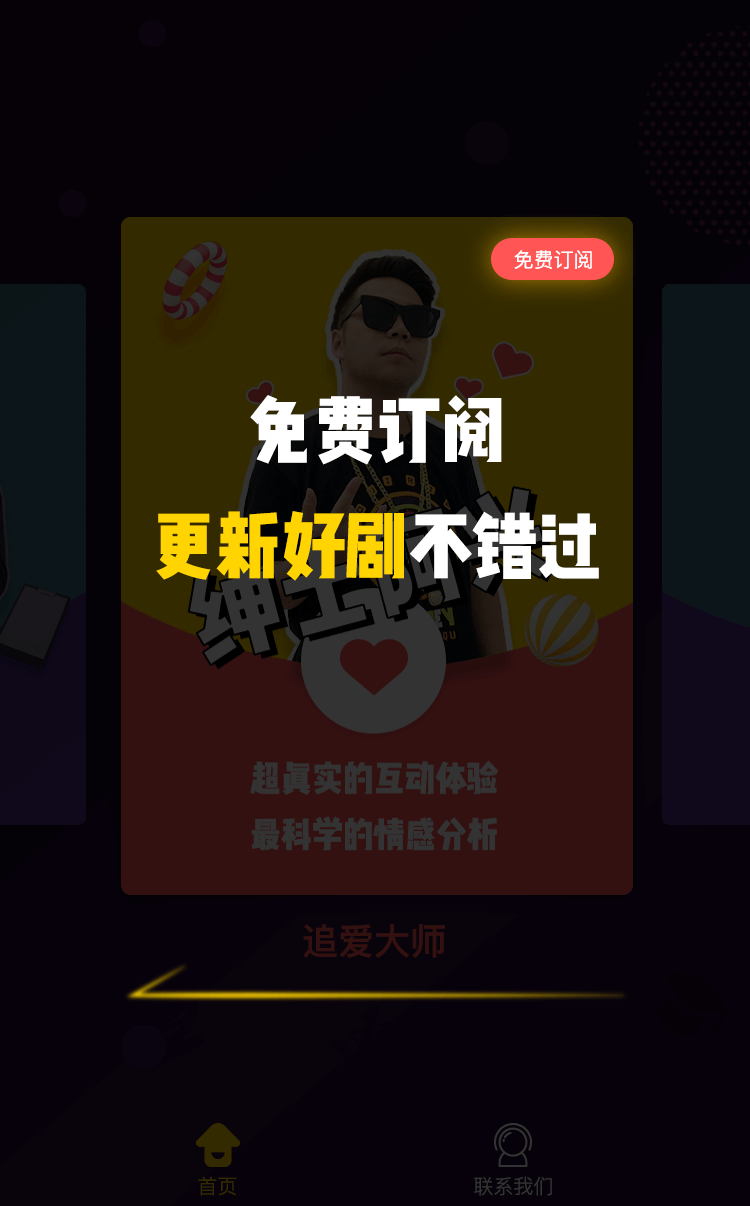 免费订阅
免费订阅
更新好剧不错过
绅士阿兴
超真实的互动体验
最科学的情感分析
追爱大师
首页
联系我们